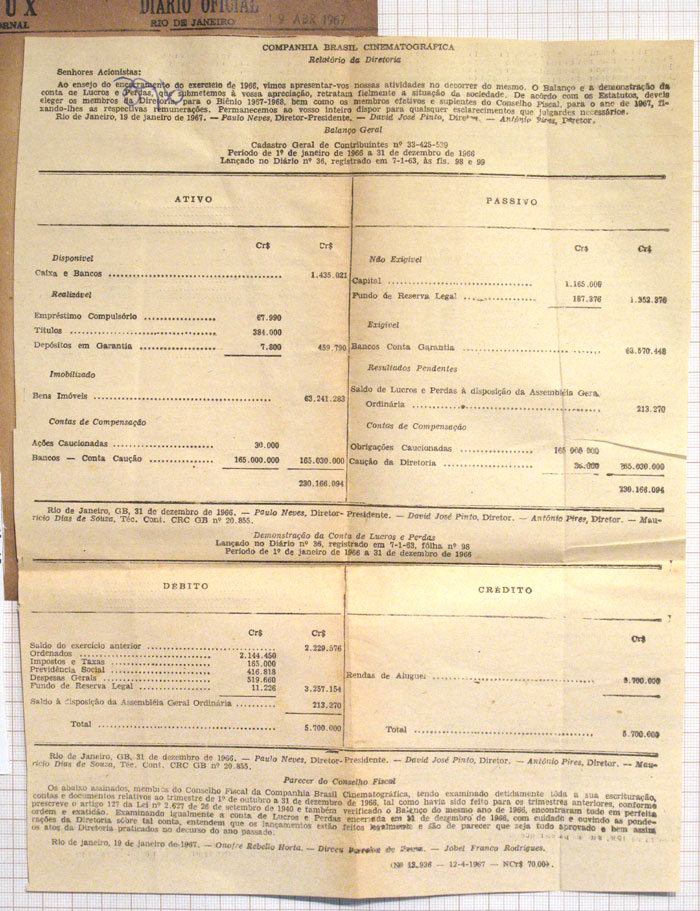 UX
ORNAL
DIÁRIO OFICIAL
RIO DE JANEIRO
19 ABR 1967
COMPANHIA BRASIL CINEMATOGRÁFICA
Relatório da Diretoria
Senhores Acionistas:
Ao ensejo do encerramento do exercício de 1966, vimos apresentar-vos nossas atividades no decorrer do mesmo. O Balanço e a demonstração da
conta de Lucros e Perdas, que submetemos à vossa apreciação, retratam fielmente a situação da sociedade. De acôrdo com os Estatutos, deveis
eleger os membros da Diretoria para o Biênio 1967-1968, bem como os membros efetivos e suplentes do Conselho Fiscal, para o ano de 1967, fi-
xando-lhes as respectivas remunerações. Permanecemos ao vosso inteiro dispor para quaisquer esclarecimentos que julgardes necessários.
Rio de Janeiro, 19 de janeiro de 1967. — Paulo Neves, Diretor-Presidente. — David José Pinto, Diretor. — Antônio Pires, Diretor.
Balanço Geral
Cadastro Geral de Contribuintes nº 33-425-539
Período de 1º de janeiro de 1966 a 31 de dezembro de 1966
Lançado no Diário nº 36, registrado em 7-1-63, às fls. 98 e 99
ATIVO
Cr$ Cr$
Disponível
Caixa e Bancos 1.435.021
Realizável
Empréstimo Compulsório 67.990
Títulos 384.000
Depósitos em Garantia 7.800 459.790
Imobilizado
Bens Imóveis 63.241.283
Contas de Compensação
Ações Caucionadas 30.000
Bancos — Conta Caução 165.000.000 165.030.000
230.166.094
PASSIVO
Cr$ Cr$
Não Exigível
Capital 1.165.000
Fundo de Reserva Legal 187.376 1.352.376
Exigível
Bancos Conta Garantia 63.570.448
Resultados Pendentes
Saldo de Lucros e Perdas à disposição da Assembléia Gera
Ordinária 213.270
Contas de Compensação
Obrigações Caucionadas 165 000 000
Caução da Diretoria 30.000 165.030.000
230.166.094
Rio de Janeiro, GB, 31 de dezembro de 1966. — Paulo Neves, Diretor-Presidente. — David José Pinto, Diretor. — Antônio Pires, Diretor. — Mau-
rício Dias de Souza, Téc. Cont. CRC GB nº 20.855.
Demonstração da Conta de Lucros e Perdas
Lançado no Diário nº 36, registrado em 7-1-63, fôlha nº 98
Período de 1º de janeiro de 1966 a 31 de dezembro de 1966
DÉBITO
Cr$ Cr$
Saldo do exercício anterior 2.229.576
Ordenados 2.144.450
Impostos e Taxas 165.000
Previdência Social 416.818
Despesas Gerais 519.660
Fundo de Reserva Legal 11.226 3.257.154
Saldo à disposição da Assembléia Geral Ordinária 213.270
Total 5.700.000
CRÉDITO
Cr$
Rendas de Aluguel 5.700.000
Total 5.700.000
Rio de Janeiro, GB, 31 de dezembro de 1966. — Paulo Neves, Diretor-Presidente. — David José Pinto, Diretor. — Antônio Pires, Diretor. — Mau-
rício Dias de Souza, Téc. Cont. CRC GB nº 20.855.
Parecer do Conselho Fiscal
Os abaixo assinados, membros do Conselho Fiscal da Companhia Brasil Cinematográfica, tendo examinado detidamente tôda a sua escrituração,
contas e documentos relativos ao trimestre de 1º de outubro a 31 de dezembro de 1966, tal como havia sido feito para os trimestres anteriores, conforme
prescreve o artigo 127 da Lei nº 2.627 de 26 de setembro de 1940 e também verificado o Balanço do mesmo ano de 1966, encontraram tudo em perfeita
ordem e exatidão. Examinando igualmente a conta de Lucros e Perdas encerrada em 31 de dezembro de 1966, com cuidado e ouvindo as ponde-
rações da Diretoria sôbre tal conta, entendem que os lançamentos estão feitos legalmente e são de parecer que seja tudo aprovado e bem assim
os atos da Diretoria praticados no decurso do ano passado.
Rio de janeiro, 19 de janeiro de 1967. — Onofre Rebello Horta. — Dirceu — Jobel Franco Rodrigues.
(Nº 12.936 — 12-4-1967 — NCr$ 70,00).